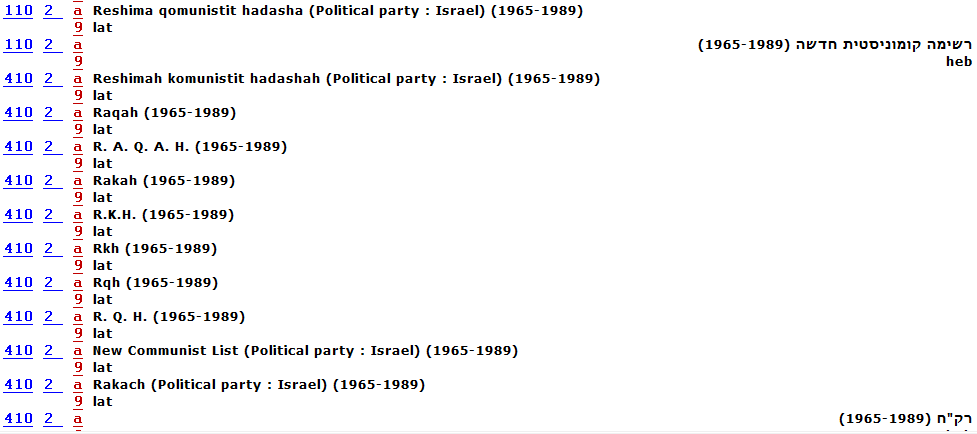 110 2 a Reshima qomunistit hadasha (Political party : Israel) (1965-1989)
9 lat
110 2 a רשימה קומוניסטית חדשה (1965-1989)
9 heb
410 2 a Reshimah komunistit hadashah (Political party : Israel) (1965-1989)
9 lat
410 2 a Raqah (1965-1989)
9 lat
410 2 a R. A. Q. A. H. (1965-1989)
9 lat
410 2 a Rakah (1965-1989)
9 lat
410 2 a R.K.H. (1965-1989)
9 lat
410 2 a Rkh (1965-1989)
9 lat
410 2 a Rqh (1965-1989)
9 lat
410 2 a R. Q. H. (1965-1989)
9 lat
410 2 a New Communist List (Political party : Israel) (1965-1989)
9 lat
410 2 a Rakach (Political party : Israel) (1965-1989)
9 lat
410 2 a רק"ח (1965-1989)